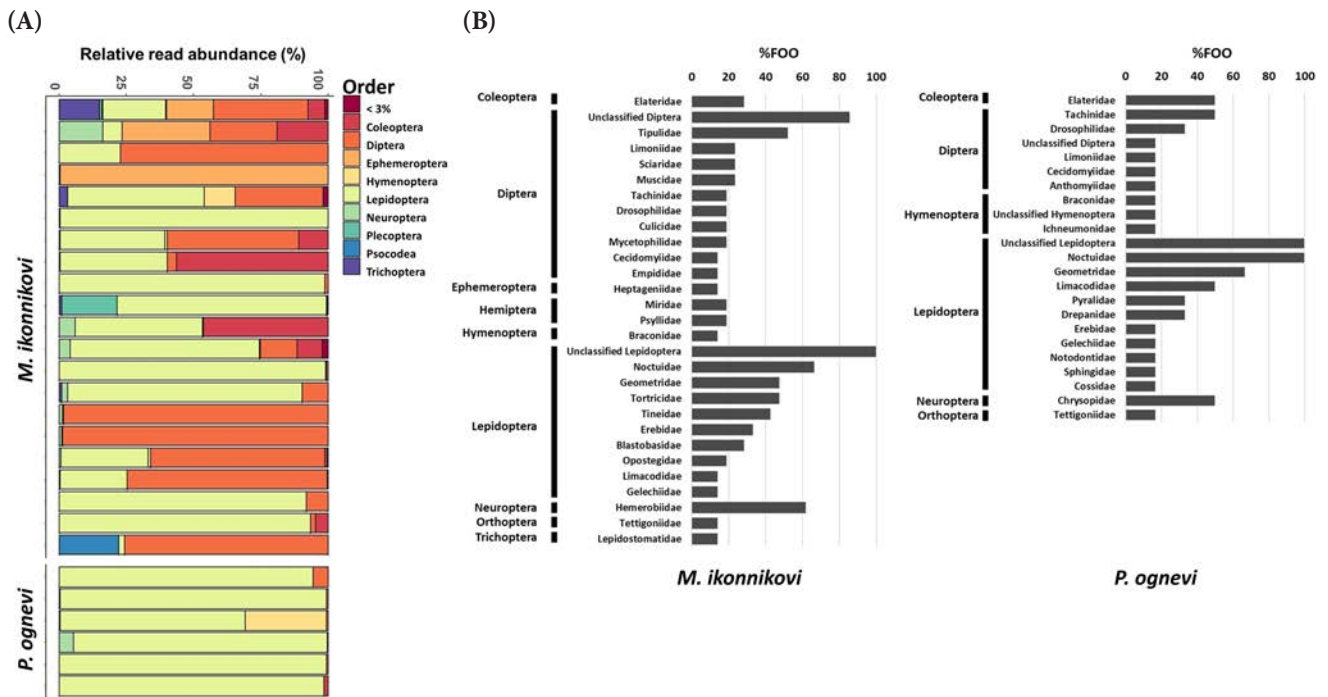 (A)
Relative read abundance (%)
0
25
50
75
100
Order
< 3%
Coleoptera
Diptera
Ephemeroptera
Hymenoptera
Lepidoptera
Neuroptera
Plecoptera
Psocodea
Trichoptera
M. ikonnikovi
P. ognevi
(B)
%FOO
0 20 40 60 80 100
Coleoptera
Diptera
Ephemeroptera
Hemiptera
Hymenoptera
Lepidoptera
Neuroptera
Orthoptera
Trichoptera
Elateridae
Unclassified Diptera
Tipulidae
Limoniidae
Sciaridae
Muscidae
Tachinidae
Drosophilidae
Culicidae
Mycetophilidae
Cecidomyiidae
Empididae
Heptageniidae
Miridae
Psyllidae
Braconidae
Unclassified Lepidoptera
Noctuidae
Geometridae
Tortricidae
Tineidae
Erebidae
Blastobasidae
Opostegidae
Limacodidae
Gelechiidae
Hemerobiidae
Tettigoniidae
Lepidostomatidae
M. ikonnikovi
%FOO
0 20 40 60 80 100
Coleoptera
Diptera
Hymenoptera
Lepidoptera
Neuroptera
Orthoptera
Elateridae
Tachinidae
Drosophilidae
Unclassified Diptera
Limoniidae
Cecidomyiidae
Anthomyiidae
Braconidae
Unclassified Hymenoptera
Ichneumonidae
Unclassified Lepidoptera
Noctuidae
Geometridae
Limacodidae
Pyralidae
Drepanidae
Erebidae
Gelechiidae
Notodontidae
Sphingidae
Cossidae
Chrysopidae
Tettigoniidae
P. ognevi